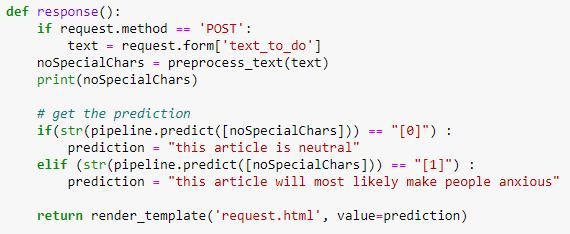 def response():
    if request.method == 'POST':
        text = request.form['text_to_do']
    noSpecialChars = preprocess_text(text)
    print(noSpecialChars)

    # get the prediction
    if(str(pipeline.predict([noSpecialChars])) == "[0]") :
        prediction = "this article is neutral"
    elif (str(pipeline.predict([noSpecialChars])) == "[1]") :
        prediction = "this article will most likely make people anxious"

    return render_template('request.html', value=prediction)